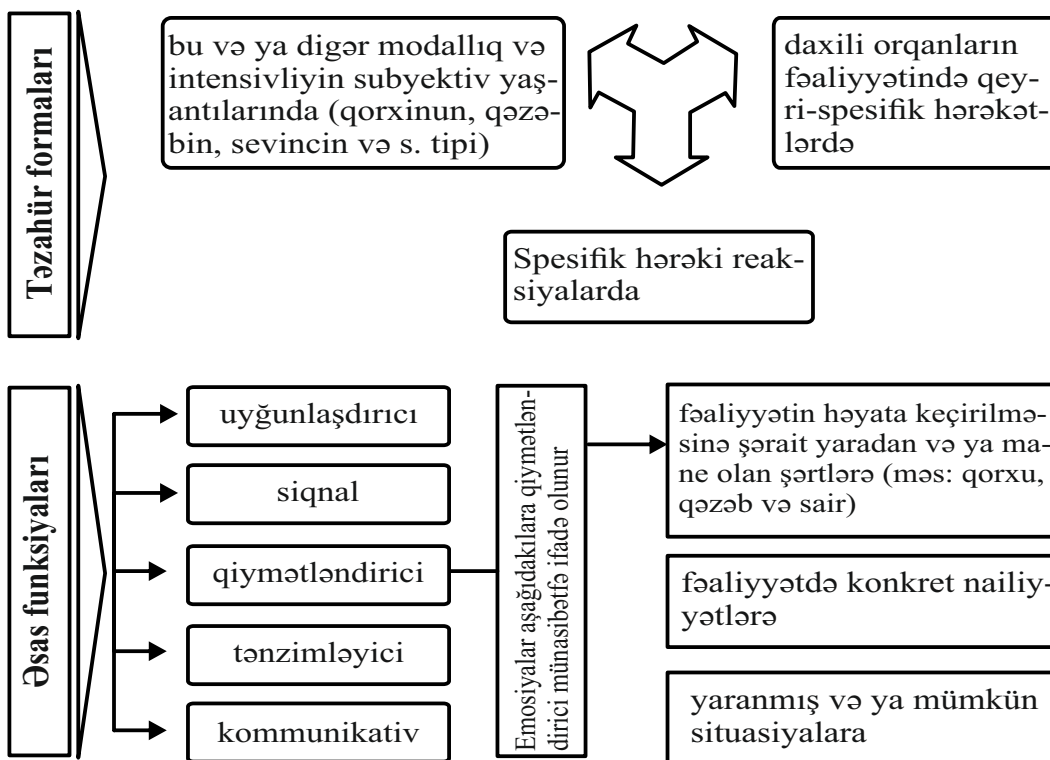 Təzahür formaları
bu və ya digər modallıq və
intensivliyin subyektiv yaş-
antılarında (qorxinun, qəzə-
bin, sevincin və s. tipi)
daxili orqanların
fəaliyyətində qey-
ri-spesifik hərəkət-
lərdə
Spesifik hərəki reak-
siyalarda
Əsas funksiyaları
uyğunlaşdırıcı
siqnal
qiymətləndirici
tənzimləyici
kommunikativ
Emosiyalar aşağıdakılara qiymətlən-
dirici münasibətfə ifadə olunur
fəaliyyətin həyata keçirilmə-
sinə şərait yaradan və ya ma-
ne olan şərtlərə (məs: qorxu,
qəzəb və sair)
fəaliyyətdə konkret nailiy-
yətlərə
yaranmış və ya mümkün
situasiyalara